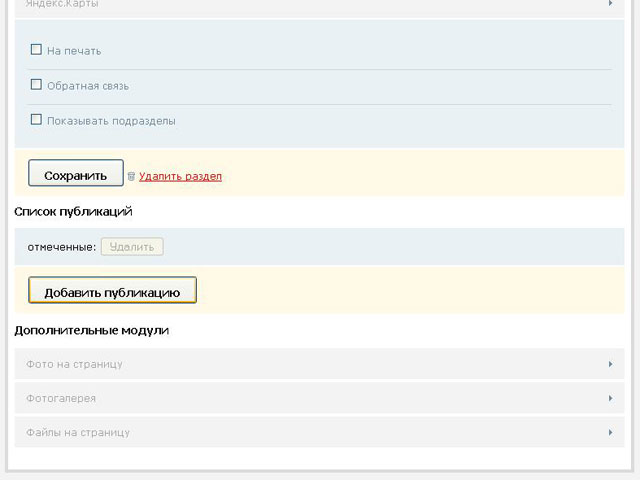 Яндекс.Карты
На печать
Обратная связь
Показывать подразделы
Сохранить Удалить раздел
Список публикаций
отмеченные: Удалить
Добавить публикацию
Дополнительные модули
Фото на страницу
Фотогалерея
Файлы на страницу